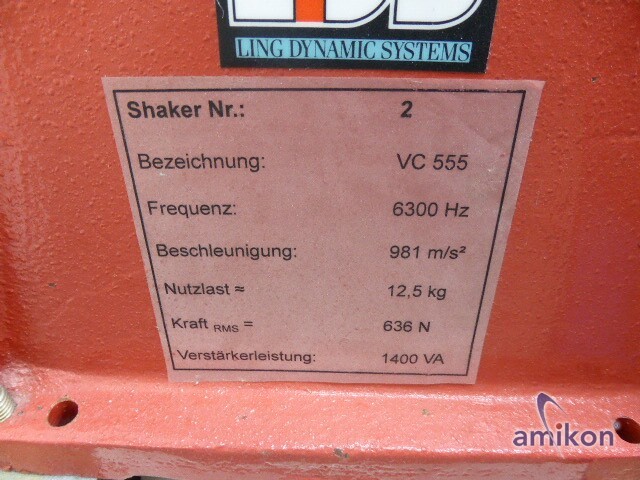 LING DYNAMIC SYSTEMS
Shaker Nr.: 2
Bezeichnung: VC 555
Frequenz: 6300 Hz
Beschleunigung: 981 m/s²
Nutzlast ≈ 12,5 kg
Kraft RMS = 636 N
Verstärkerleistung: 1400 VA
amikon